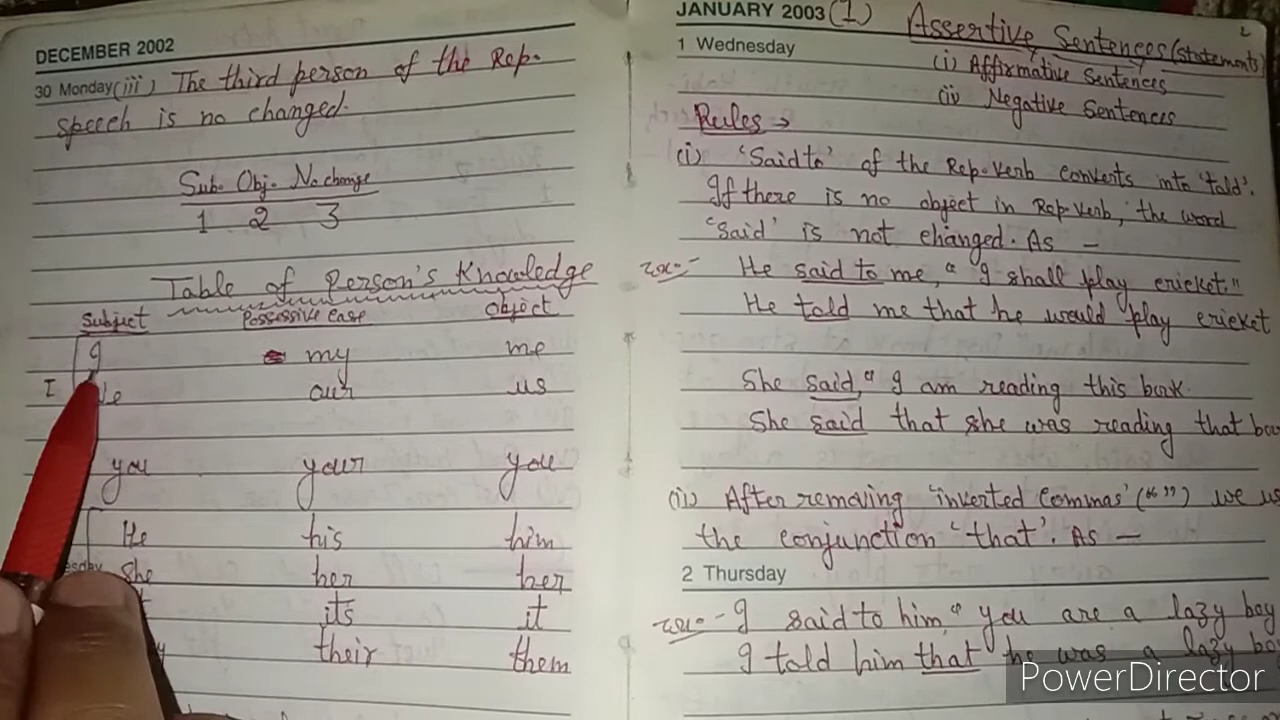 DECEMBER 2002
30 Monday (iii) The third person of the Rep.
speech is no changed.
Sub. Obj. No change
1 2 3
Table of Person's Knowledge
Subject Possessive case Object
I my me
I We our us
you your you
He his him
She her her
its it
their them
JANUARY 2003 (1) Assertive Sentences (statements) 2
1 Wednesday (i) Affirmative Sentences
(ii) Negative Sentences
Rules →
(i) 'Said to' of the Rep. verb converts into 'told'.
If there is no object in Rep. verb, the word
'said' is not changed. As —
He said to me, "I shall play cricket."
He told me that he would play cricket
She said, "I am reading this book.
She said that she was reading that
(ii) After removing 'inverted commas' (" ") we
the conjunction 'that'. As —
2 Thursday
I said to him, "you are a lazy boy
I told him that he was a lazy
PowerDirector